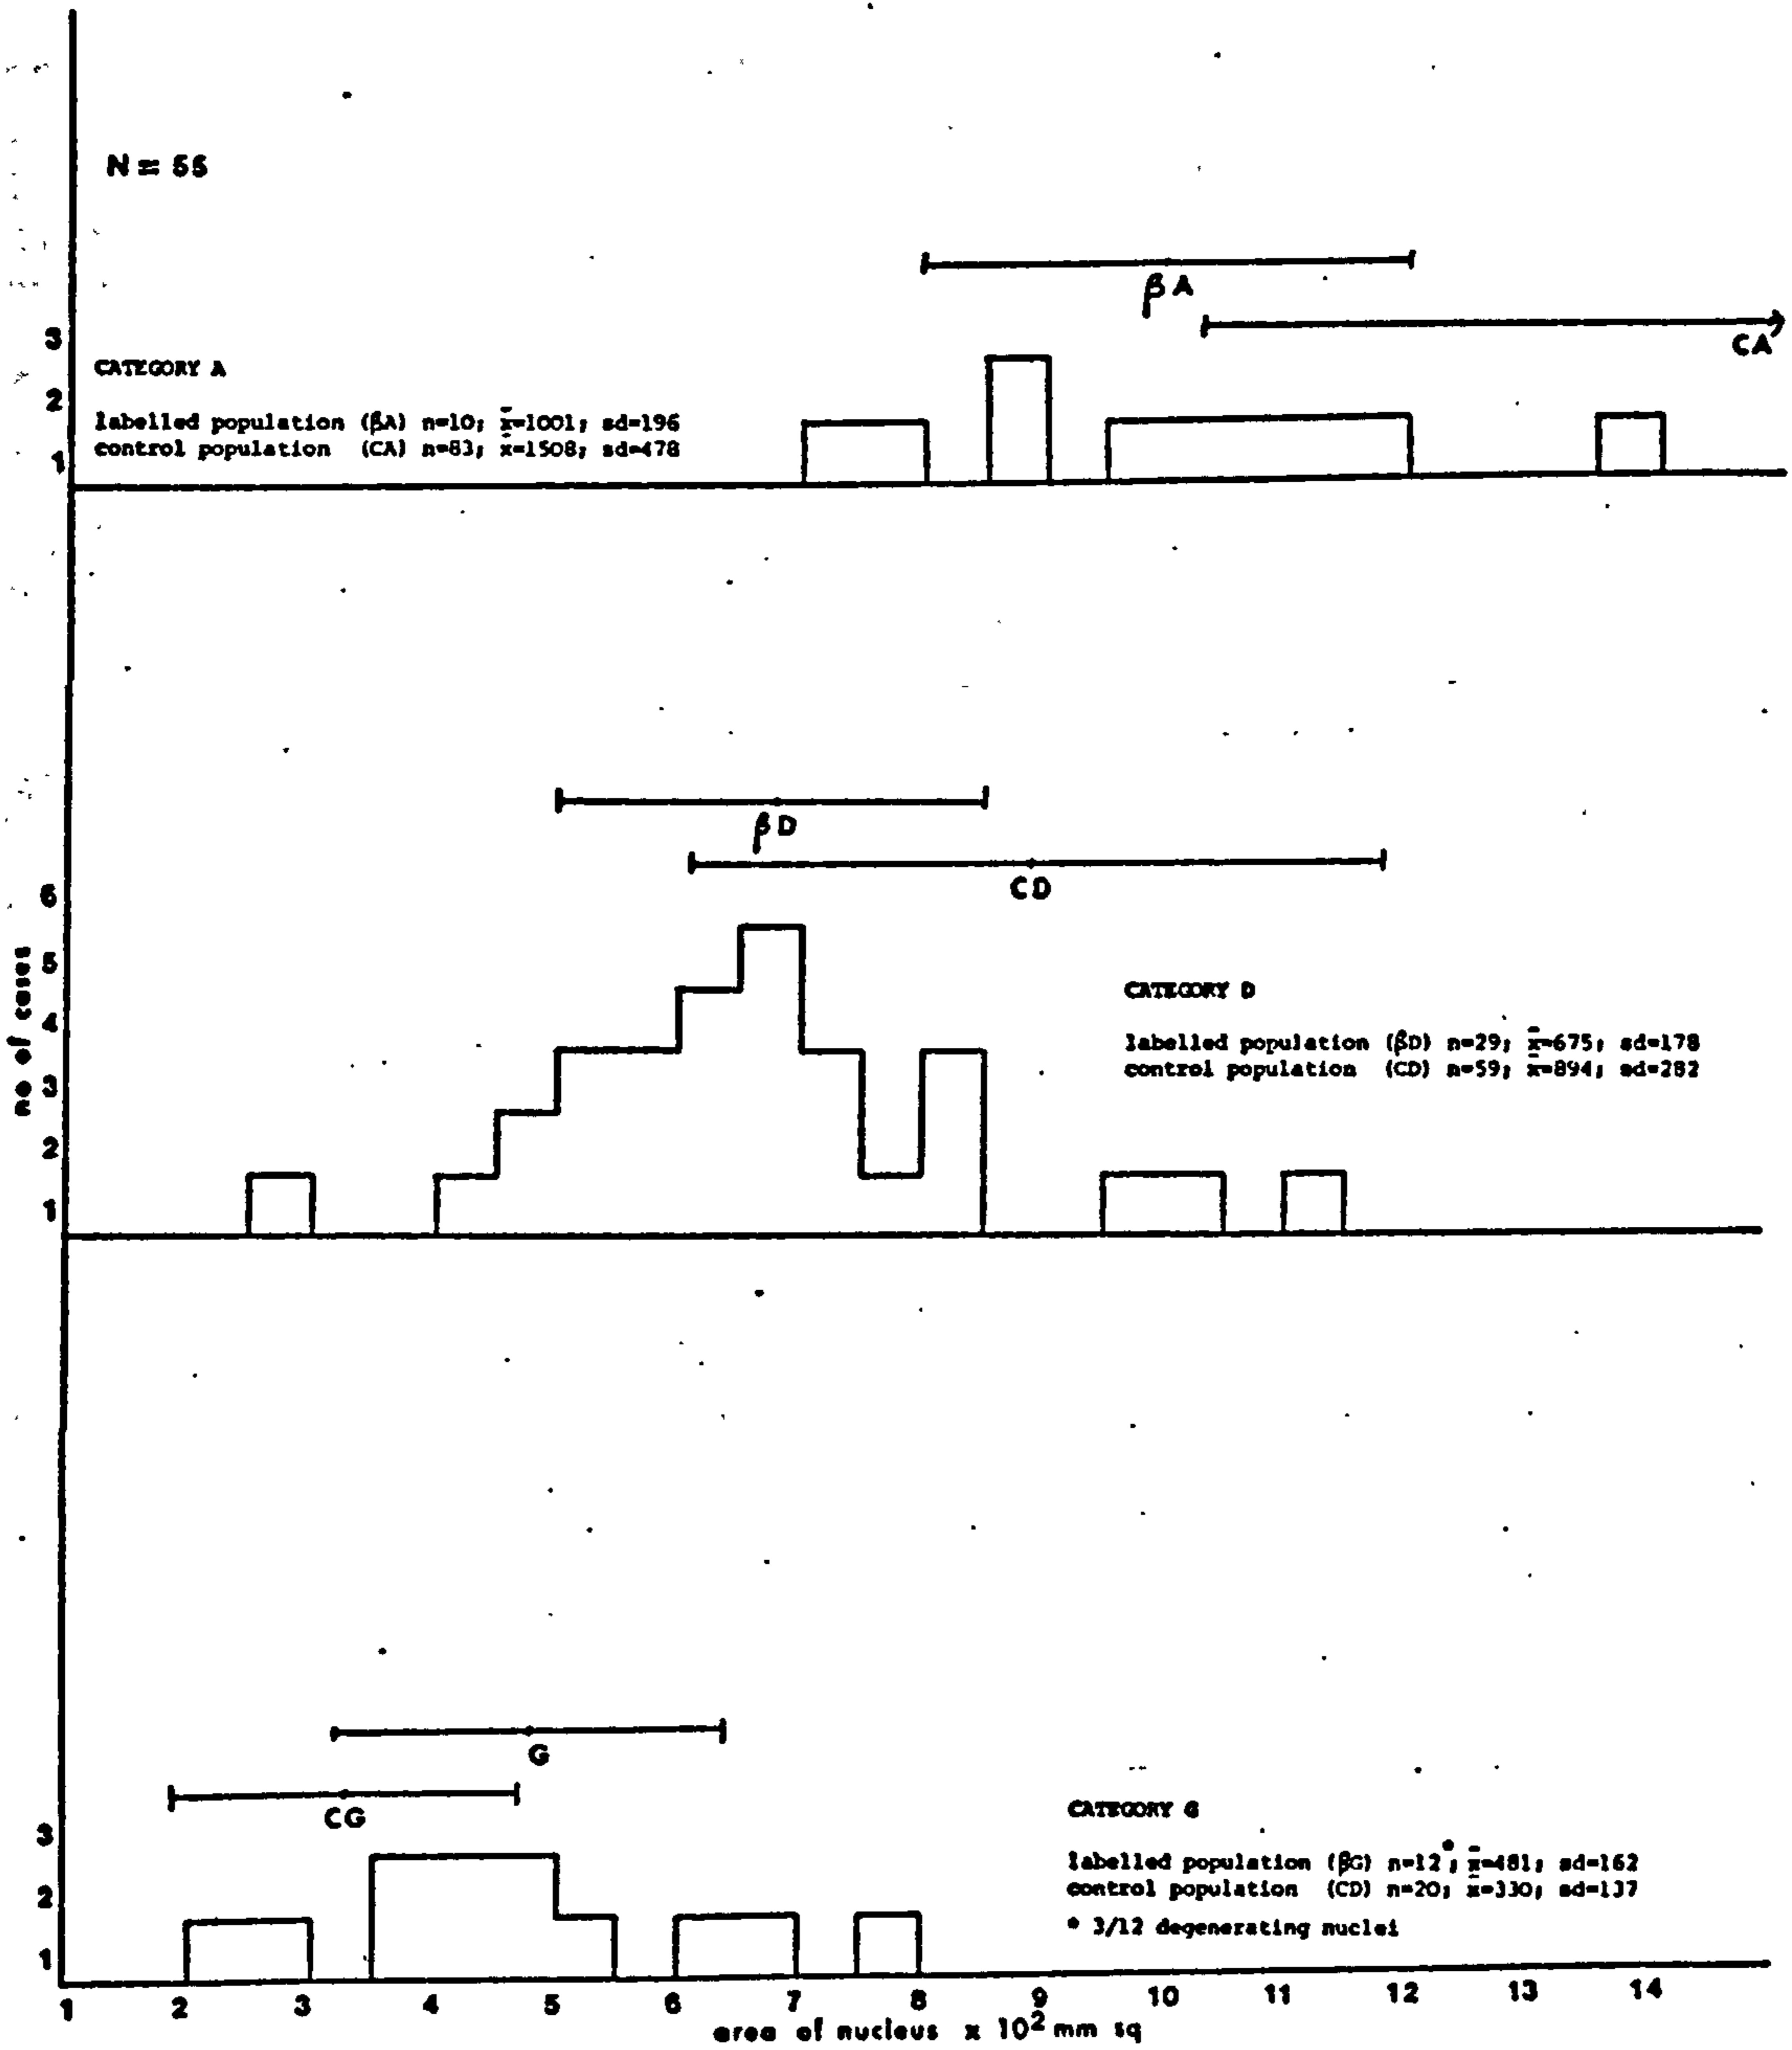 N = 55
βA
CA
3
2
1
CATEGORY A
labelled population (βA) n=10; x̄=1001; sd=196
control population (CA) n=83; x̄=1508; sd=478
βD
CD
6
5
4
3
2
1
no of cases
CATEGORY D
labelled population (βD) n=29; x̄=675; sd=178
control population (CD) n=59; x̄=894; sd=282
G
CG
3
2
1
CATEGORY G
labelled population (βG) n=12*; x̄=481; sd=162
control population (CD) n=20; x̄=330; sd=137
* 3/12 degenerating nuclei
1 2 3 4 5 6 7 8 9 10 11 12 13 14
area of nucleus x 10² mm sq